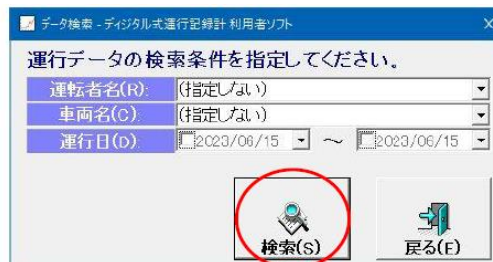 データ検索 - ディジタル式運行記録計 利用者ソフト
運行データの検索条件を指定してください。
運転者名(R): (指定しない)
車両名(C): (指定しない)
運行日(D): 2023/06/15 ～ 2023/06/15
検索(S) 戻る(E)